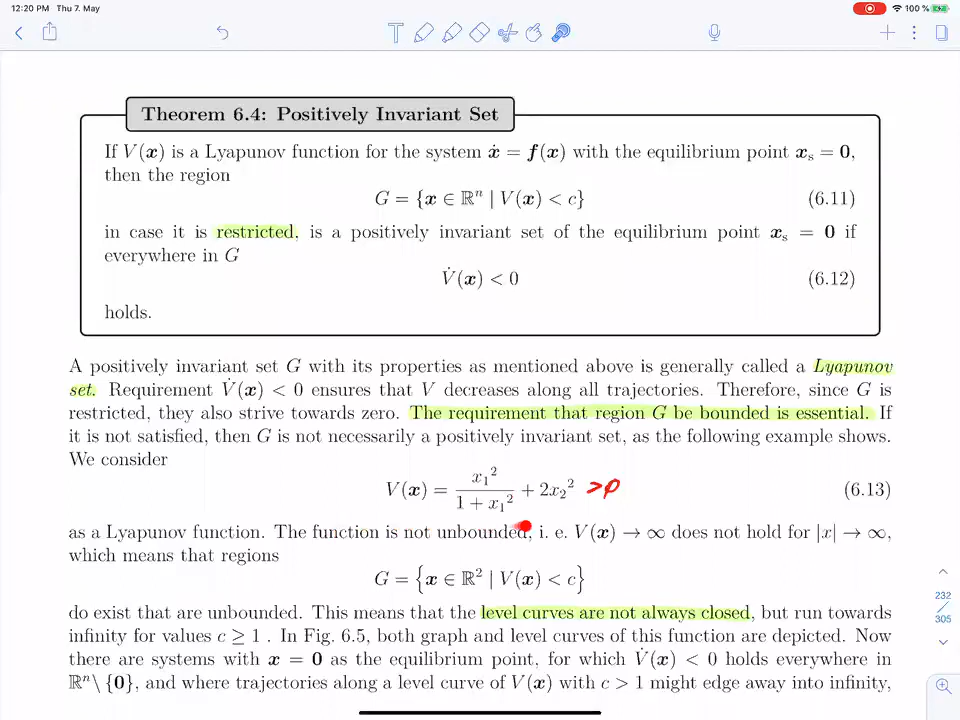 12:20 PM Thu 7. May
100 %
Theorem 6.4: Positively Invariant Set
If V(x) is a Lyapunov function for the system ẋ = f(x) with the equilibrium point xₛ = 0,
then the region
G = {x ∈ ℝⁿ | V(x) < c} (6.11)
in case it is restricted, is a positively invariant set of the equilibrium point xₛ = 0 if
everywhere in G
V̇(x) < 0 (6.12)
holds.
A positively invariant set G with its properties as mentioned above is generally called a Lyapunov
set. Requirement V̇(x) < 0 ensures that V decreases along all trajectories. Therefore, since G is
restricted, they also strive towards zero. The requirement that region G be bounded is essential. If
it is not satisfied, then G is not necessarily a positively invariant set, as the following example shows.
We consider
V(x) = x₁²/(1 + x₁²) + 2x₂² >0 (6.13)
as a Lyapunov function. The function is not unbounded, i. e. V(x) → ∞ does not hold for |x| → ∞,
which means that regions
G = {x ∈ ℝ² | V(x) < c}
do exist that are unbounded. This means that the level curves are not always closed, but run towards
infinity for values c ≥ 1 . In Fig. 6.5, both graph and level curves of this function are depicted. Now
there are systems with x = 0 as the equilibrium point, for which V̇(x) < 0 holds everywhere in
ℝⁿ\ {0}, and where trajectories along a level curve of V(x) with c > 1 might edge away into infinity,
232
305